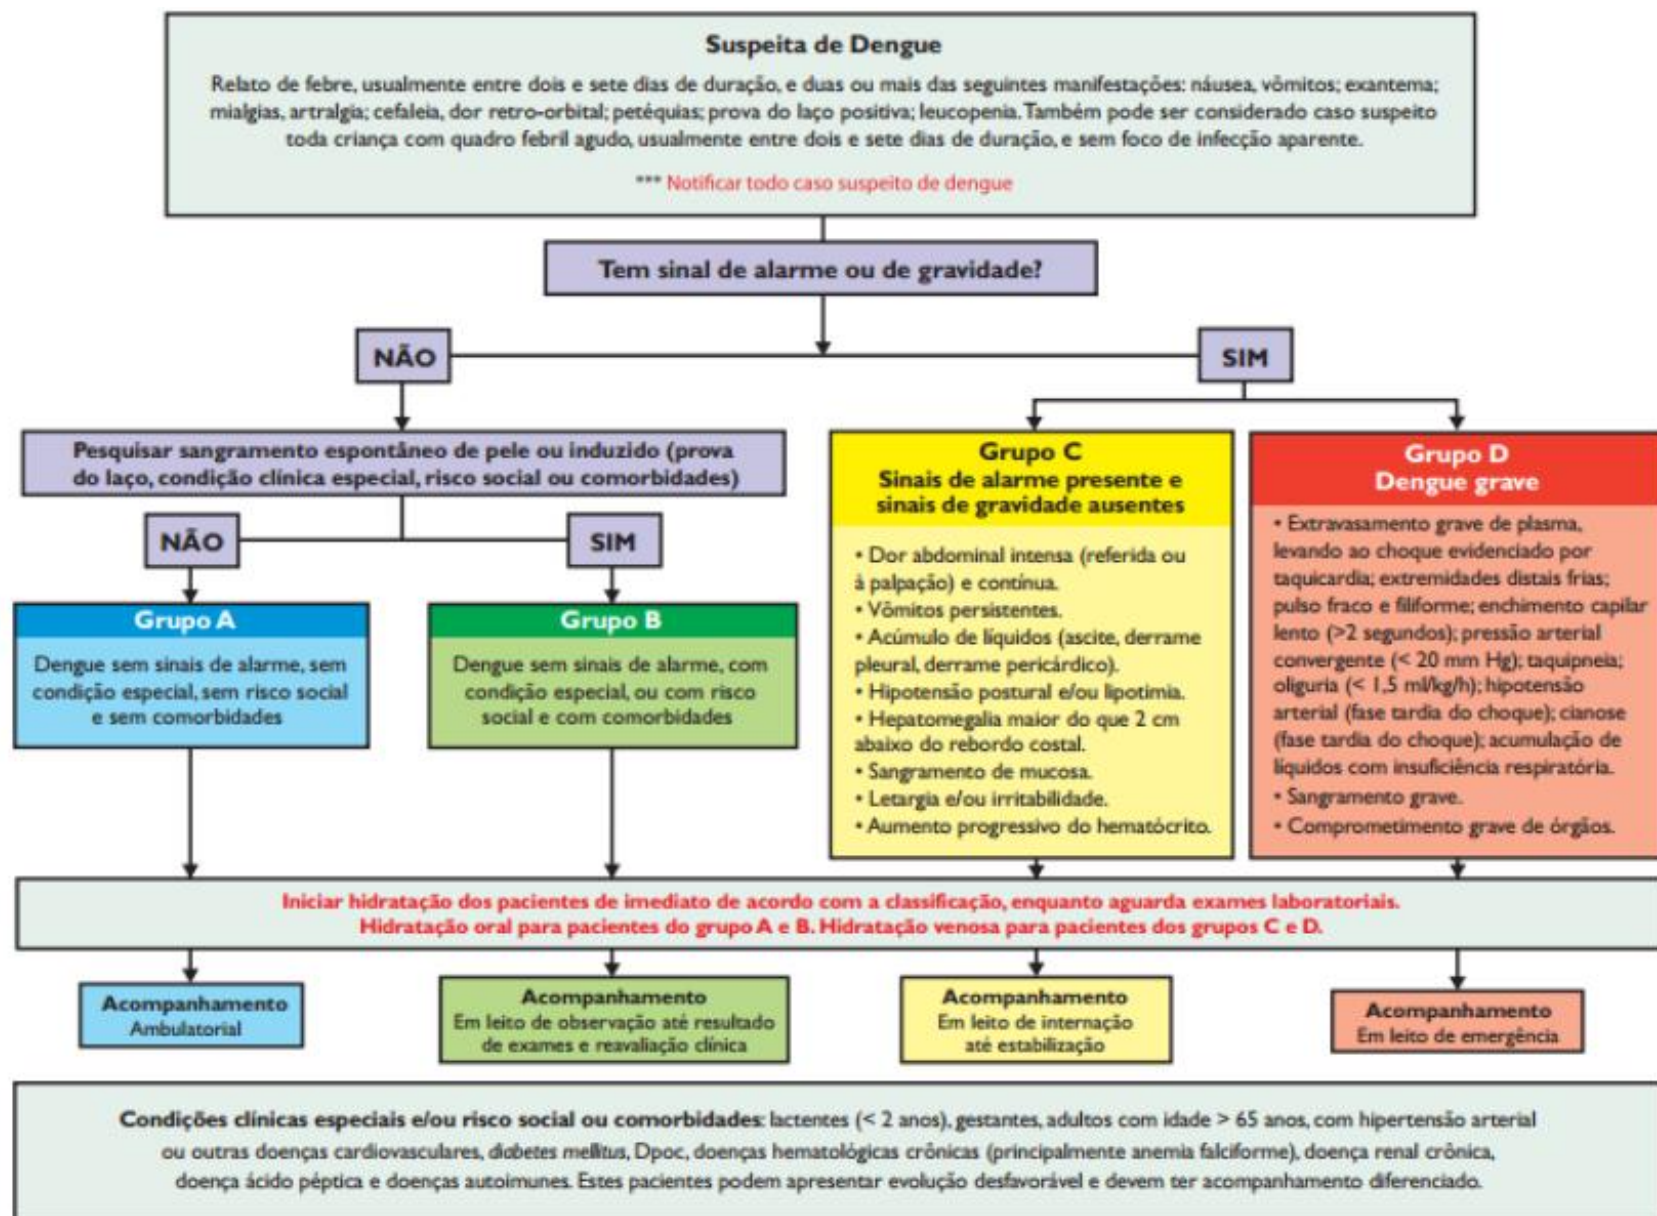 Suspeita de Dengue
Relato de febre, usualmente entre dois e sete dias de duração, e duas ou mais das seguintes manifestações: náusea, vômitos; exantema;
mialgias, artralgia; cefaleia, dor retro-orbital; petéquias; prova do laço positiva; leucopenia. Também pode ser considerado caso suspeito
toda criança com quadro febril agudo, usualmente entre dois e sete dias de duração, e sem foco de infecção aparente.
*** Notificar todo caso suspeito de dengue
Tem sinal de alarme ou de gravidade?
NÃO
SIM
Pesquisar sangramento espontâneo de pele ou induzido (prova
do laço, condição clínica especial, risco social ou comorbidades)
NÃO
SIM
Grupo A
Dengue sem sinais de alarme, sem
condição especial, sem risco social
e sem comorbidades
Grupo B
Dengue sem sinais de alarme, com
condição especial, ou com risco
social e com comorbidades
Grupo C
Sinais de alarme presente e
sinais de gravidade ausentes
• Dor abdominal intensa (referida ou
à palpação) e contínua.
• Vômitos persistentes.
• Acúmulo de líquidos (ascite, derrame
pleural, derrame pericárdico).
• Hipotensão postural e/ou lipotimia.
• Hepatomegalia maior do que 2 cm
abaixo do rebordo costal.
• Sangramento de mucosa.
• Letargia e/ou irritabilidade.
• Aumento progressivo do hematócrito.
Grupo D
Dengue grave
• Extravasamento grave de plasma,
levando ao choque evidenciado por
taquicardia; extremidades distais frias;
pulso fraco e filiforme; enchimento capilar
lento (>2 segundos); pressão arterial
convergente (< 20 mm Hg); taquipneia;
oliguria (< 1,5 ml/kg/h); hipotensão
arterial (fase tardia do choque); cianose
(fase tardia do choque); acumulação de
líquidos com insuficiência respiratória.
• Sangramento grave.
• Comprometimento grave de órgãos.
Iniciar hidratação dos pacientes de imediato de acordo com a classificação, enquanto aguarda exames laboratoriais.
Hidratação oral para pacientes do grupo A e B. Hidratação venosa para pacientes dos grupos C e D.
Acompanhamento
Ambulatorial
Acompanhamento
Em leito de observação até resultado
de exames e reavaliação clínica
Acompanhamento
Em leito de internação
até estabilização
Acompanhamento
Em leito de emergência
Condições clínicas especiais e/ou risco social ou comorbidades: lactentes (< 2 anos), gestantes, adultos com idade > 65 anos, com hipertensão arterial
ou outras doenças cardiovasculares, diabetes mellitus, Dpoc, doenças hematológicas crônicas (principalmente anemia falciforme), doença renal crônica,
doença ácido péptica e doenças autoimunes. Estes pacientes podem apresentar evolução desfavorável e devem ter acompanhamento diferenciado.